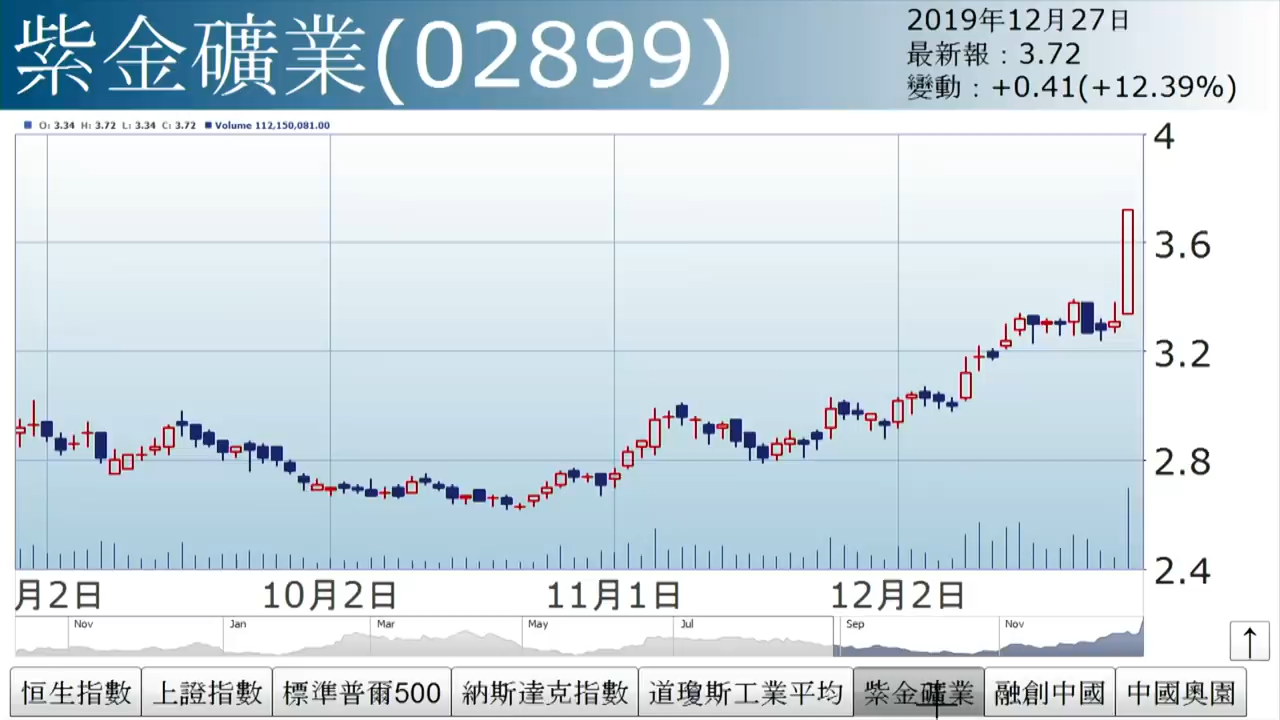 紫金礦業(02899)
2019年12月27日
最新報：3.72
變動：+0.41(+12.39%)
O: 3.34 H: 3.72 L: 3.34 C: 3.72 Volume 112,150,081.00
4
3.6
3.2
2.8
2.4
月2日 10月2日 11月1日 12月2日
Nov Jan Mar May Jul Sep Nov
↑
恒生指數 上證指數 標準普爾500 納斯達克指數 道瓊斯工業平均 紫金礦業 融創中國 中國奧園